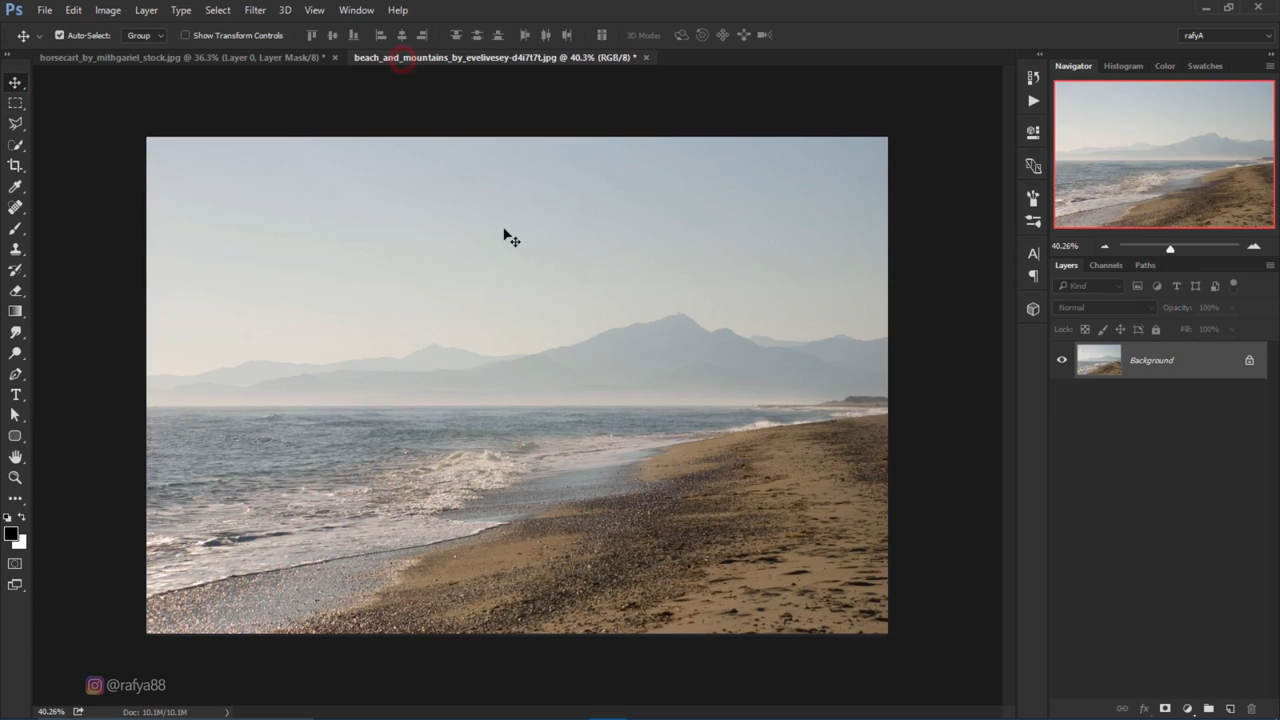 Ps File Edit Image Layer Type Select Filter 3D View Window Help
Auto-Select: Group Show Transform Controls 3D Mode: rafyA
horsecart_by_mithgariel_stock.jpg @ 36.3% (Layer 0, Layer Mask/8) * × beach_and_mountains_by_evelivesey-d4i7t7t.jpg @ 40.3% (RGB/8) * ×
Navigator Histogram Color Swatches
40.26%
Layers Channels Paths
Kind
Normal Opacity: 100%
Lock: Fill: 100%
Background
@rafya88
40.26% Doc: 10.1M/10.1M